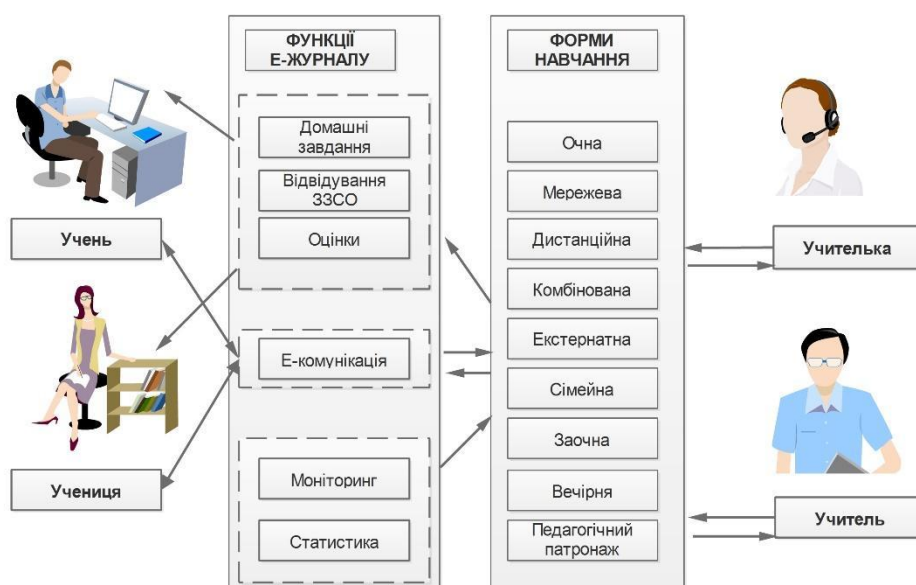 ФУНКЦІЇ
Е-ЖУРНАЛУ
Домашні
завдання
Відвідування
ЗЗСО
Оцінки
Е-комунікація
Моніторинг
Статистика
ФОРМИ
НАВЧАННЯ
Очна
Мережева
Дистанційна
Комбінована
Екстернатна
Сімейна
Заочна
Вечірня
Педагогічний
патронаж
Учень
Учениця
Учителька
Учитель